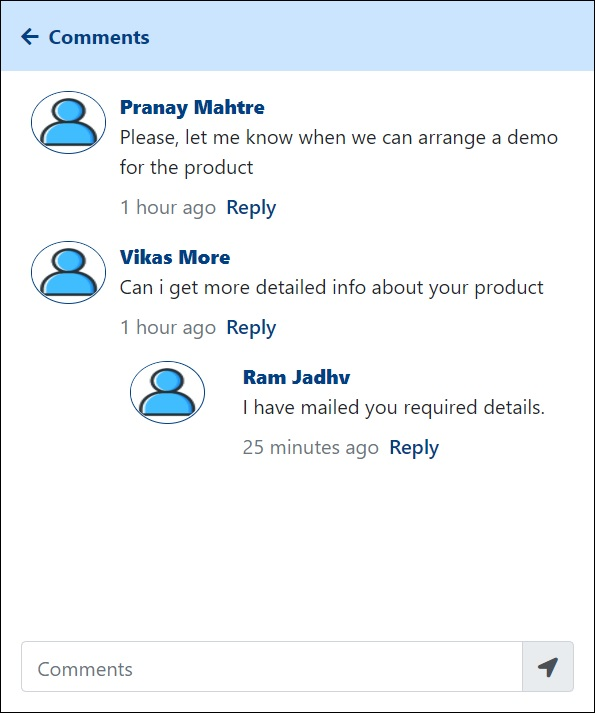 Comments
Pranay Mahtre
Please, let me know when we can arrange a demo
for the product
1 hour ago Reply
Vikas More
Can i get more detailed info about your product
1 hour ago Reply
Ram Jadhv
I have mailed you required details.
25 minutes ago Reply
Comments